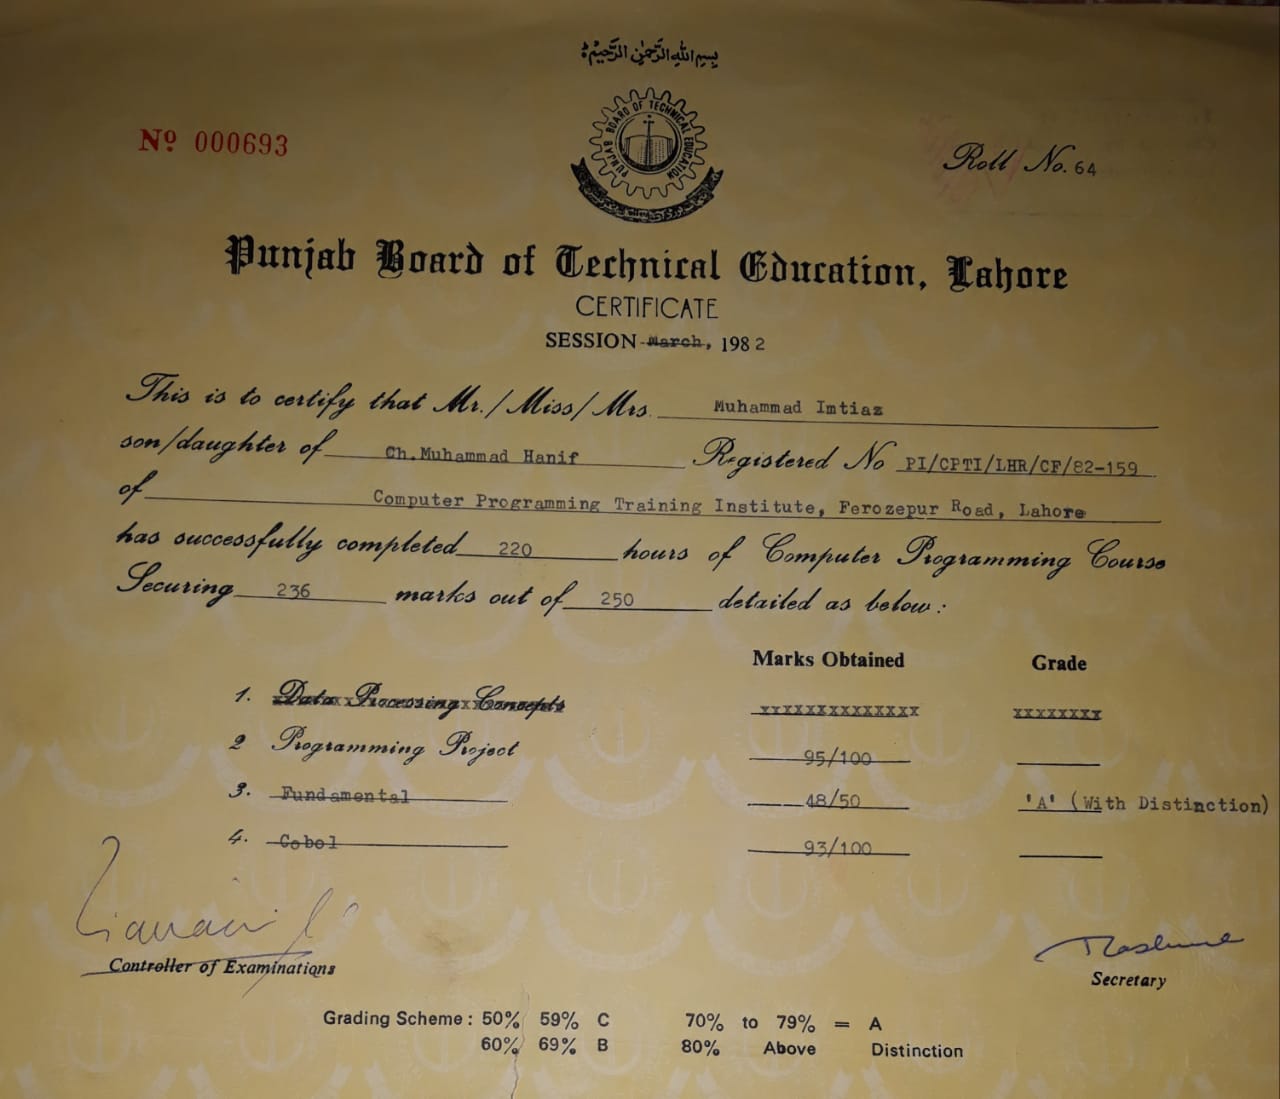 بسم الله الرحمن الرحيم
PUNJAB BOARD OF TECHNICAL EDUCATION
Nº 000693
Roll No. 64
Punjab Board of Technical Education, Lahore
CERTIFICATE
SESSION March, 1982
This is to certify that Mr./Miss/Mrs. Muhammad Imtiaz
son/daughter of Ch.Muhammad Hanif Registered No PI/CPTI/LHR/CF/82-159
of Computer Programming Training Institute, Ferozepur Road, Lahore
has successfully completed 220 hours of Computer Programming Course
Securing 236 marks out of 250 detailed as below:
Marks Obtained Grade
1. Data Processing Concepts xxxxxxxxxxxxxx xxxxxxxx
2 Programming Project 95/100
3. Fundamental 48/50 'A' (With Distinction)
4. Cobol 93/100
Controller of Examinations
Secretary
Grading Scheme: 50% 59% C 70% to 79% = A
60% 69% B 80% Above Distinction